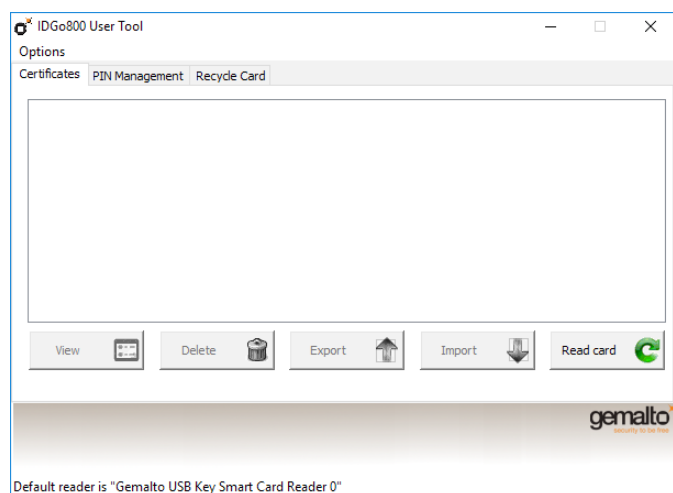 IDGo800 User Tool
Options
Certificates PIN Management Recycle Card
View Delete Export Import Read card
gemalto
security to be free
Default reader is "Gemalto USB Key Smart Card Reader 0"